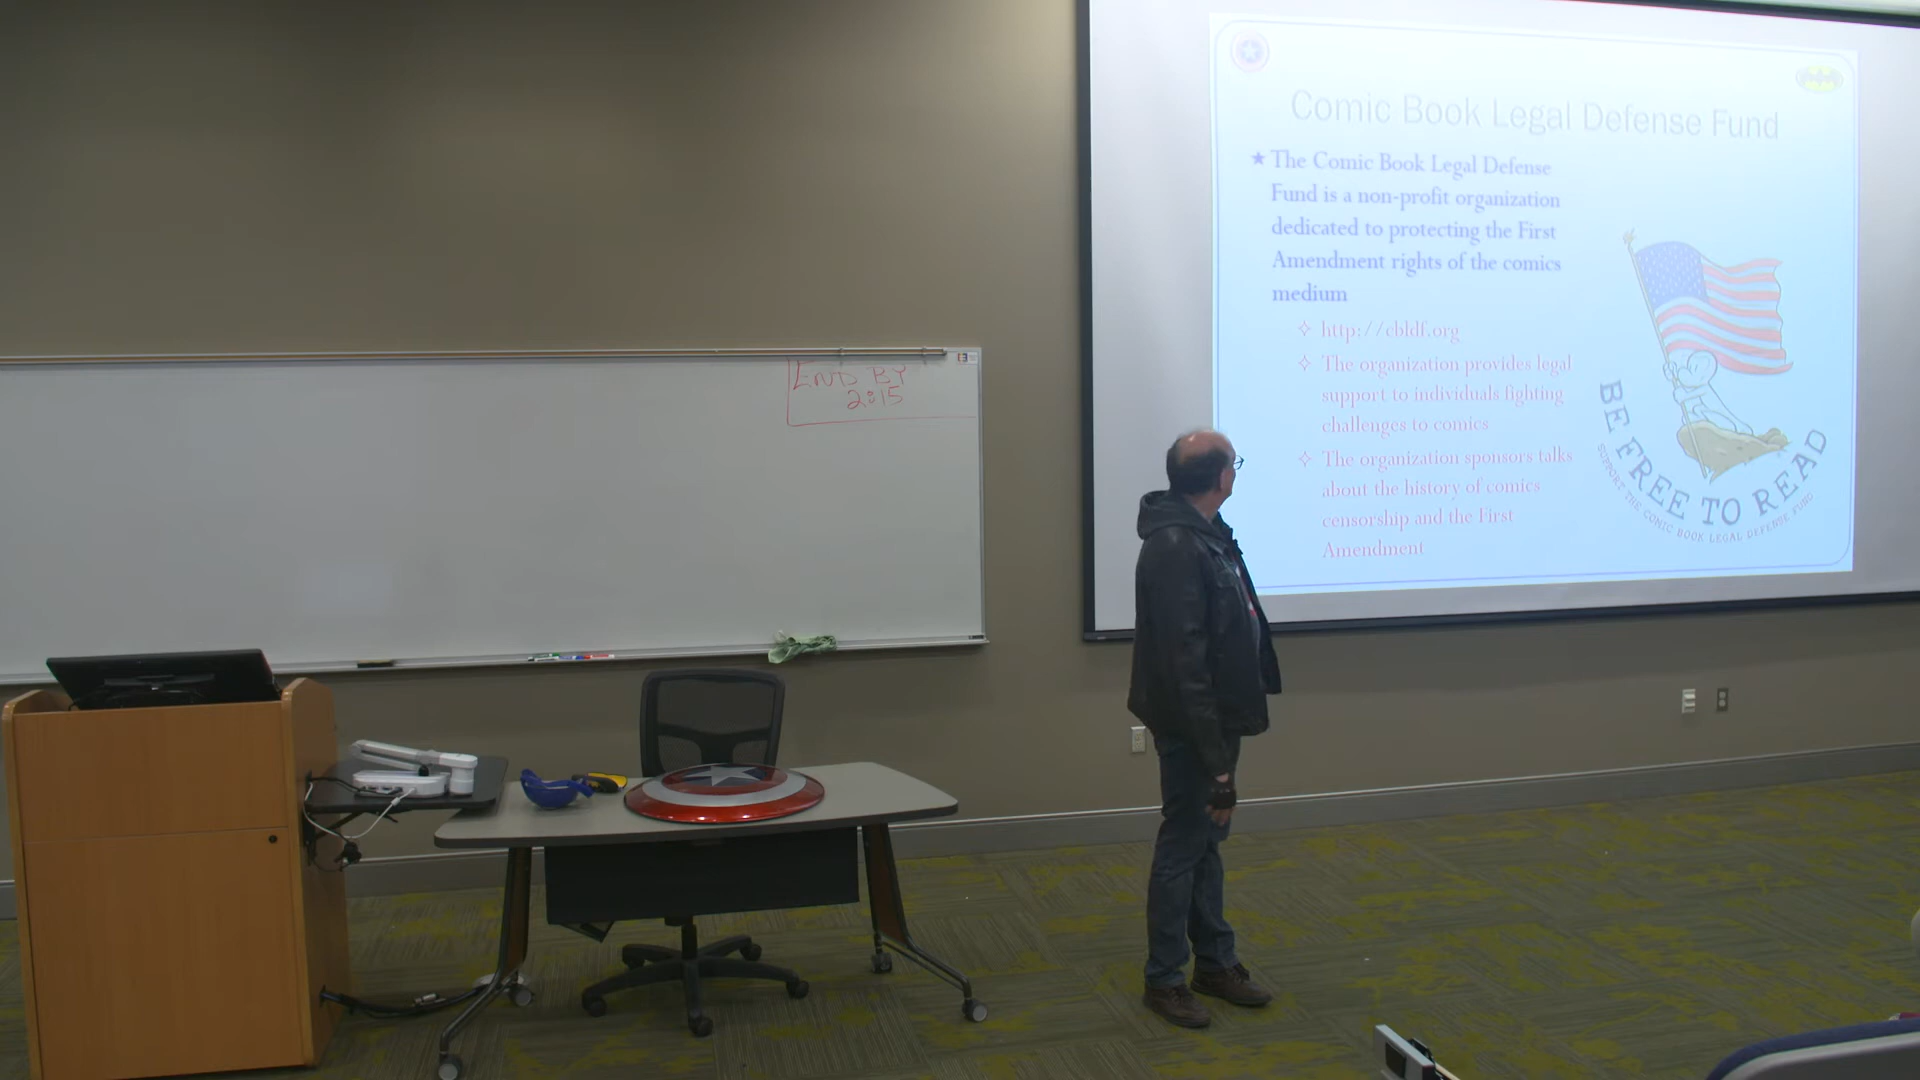 END BY
2:15
Comic Book Legal Defense Fund
★ The Comic Book Legal Defense
Fund is a non-profit organization
dedicated to protecting the First
Amendment rights of the comics
medium
✧ http://cbldf.org
✧ The organization provides legal
support to individuals fighting
challenges to comics
✧ The organization sponsors talks
about the history of comics
censorship and the First
Amendment
BE FREE TO READ
SUPPORT THE COMIC BOOK LEGAL DEFENSE FUND